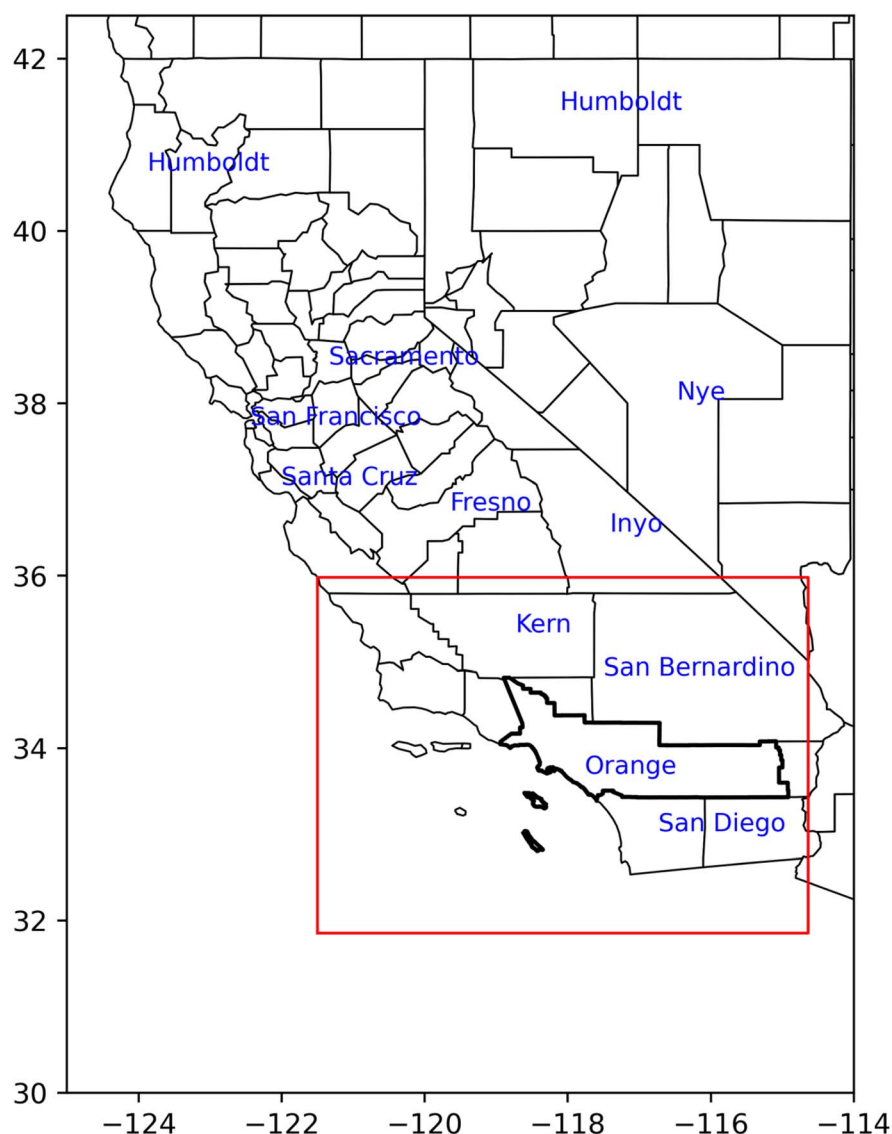 42
Humboldt
Humboldt
40
Sacramento
38
Nye
San Francisco
Santa Cruz
Fresno
Inyo
36
Kern
San Bernardino
34
Orange
San Diego
32
30
−124
−122
−120
−118
−116
−114